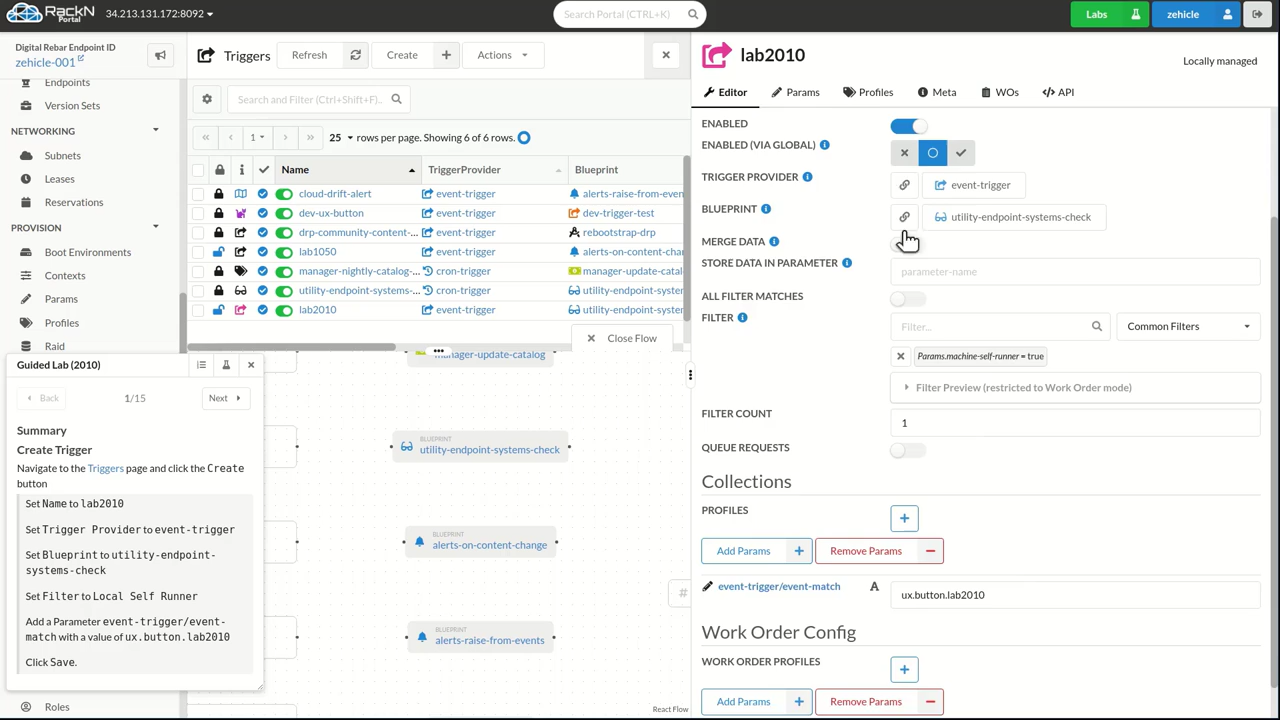 RackN Portal
34.213.131.172:8092
Search Portal (CTRL+K)
Labs
zehicle
Digital Rebar Endpoint ID
zehicle-001
Endpoints
Version Sets
NETWORKING
Subnets
Leases
Reservations
PROVISION
Boot Environments
Contexts
Params
Profiles
Raid
Roles
Triggers
Refresh
Create
Actions
Search and Filter (Ctrl+Shift+F)...
1
25 rows per page. Showing 6 of 6 rows.
Name TriggerProvider Blueprint
cloud-drift-alert event-trigger alerts-raise-from-even
dev-ux-button event-trigger dev-trigger-test
drp-community-content-... event-trigger rebootstrap-drp
lab1050 event-trigger alerts-on-content-chan
manager-nightly-catalog-... cron-trigger manager-update-catal
utility-endpoint-systems-... cron-trigger utility-endpoint-syste
lab2010 event-trigger utility-endpoint-syste
Close Flow
manager-update-catalog
BLUEPRINT
utility-endpoint-systems-check
BLUEPRINT
alerts-on-content-change
#
BLUEPRINT
alerts-raise-from-events
React Flow
Guided Lab (2010)
Back
1/15
Next
Summary
Create Trigger
Navigate to the Triggers page and click the Create
button
Set Name to lab2010
Set Trigger Provider to event-trigger
Set Blueprint to utility-endpoint-
systems-check
Set Filter to Local Self Runner
Add a Parameter event-trigger/event-
match with a value of ux.button.lab2010
Click Save.
lab2010
Locally managed
Editor
Params
Profiles
Meta
WOs
API
ENABLED
ENABLED (VIA GLOBAL)
TRIGGER PROVIDER
event-trigger
BLUEPRINT
utility-endpoint-systems-check
MERGE DATA
STORE DATA IN PARAMETER
parameter-name
ALL FILTER MATCHES
FILTER
Filter...
Common Filters
Params.machine-self-runner = true
Filter Preview (restricted to Work Order mode)
FILTER COUNT
1
QUEUE REQUESTS
Collections
PROFILES
Add Params
Remove Params
event-trigger/event-match
A
ux.button.lab2010
Work Order Config
WORK ORDER PROFILES
Add Params
Remove Params